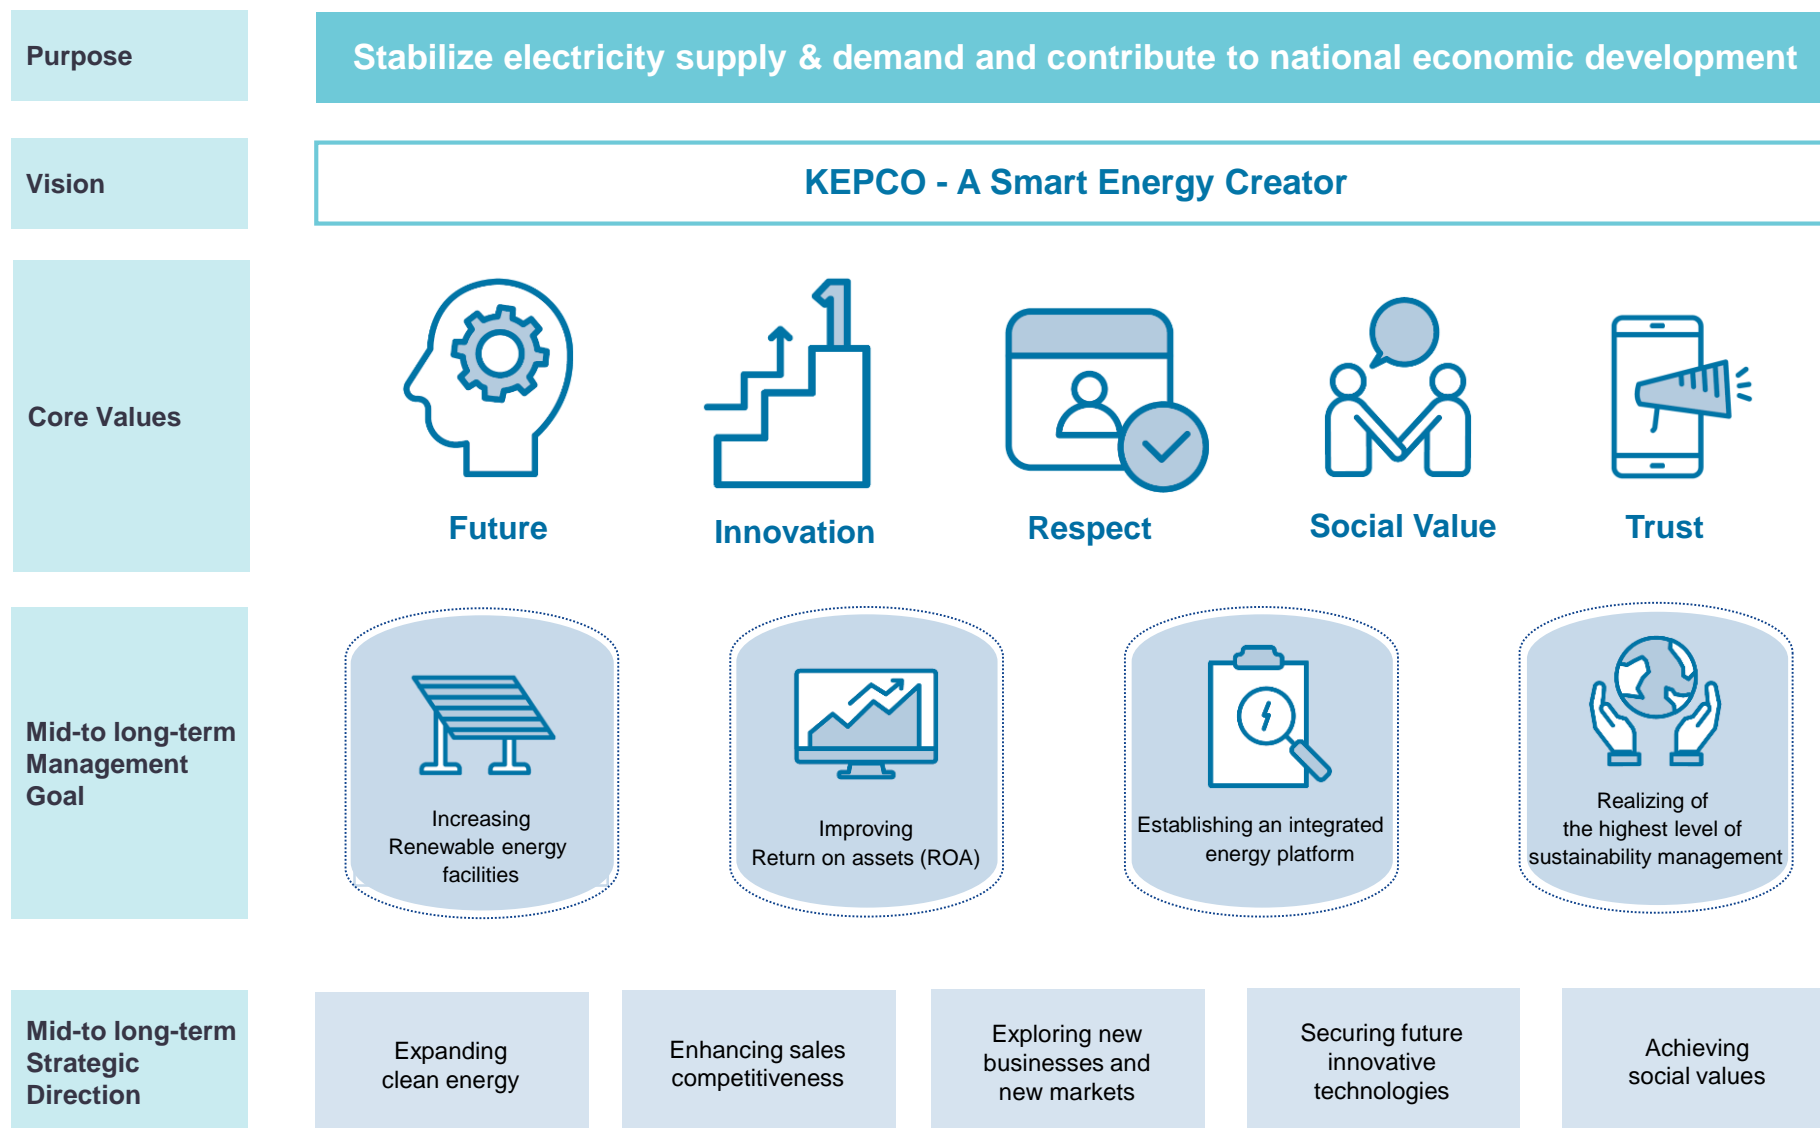 Purpose
Stabilize electricity supply & demand and contribute to national economic development
Vision
KEPCO - A Smart Energy Creator
Core Values
1
Future
Innovation
Respect
Social Value
Trust
Mid-to long-term
Management
Goal
Increasing
Renewable energy
facilities
Improving
Return on assets (ROA)
Establishing an integrated
energy platform
Realizing of
the highest level of
sustainability management
Mid-to long-term
Strategic
Direction
Expanding
clean energy
Enhancing sales
competitiveness
Exploring new
businesses and
new markets
Securing future
innovative
technologies
Achieving
social values